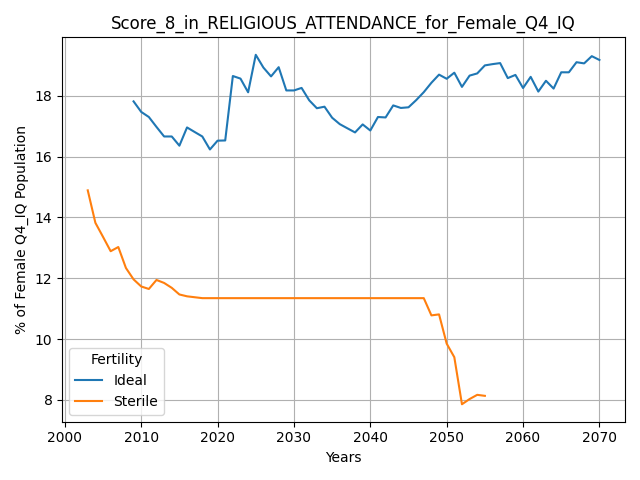 Score_8_in_RELIGIOUS_ATTENDANCE_for_Female_Q4_IQ
% of Female Q4_IQ Population
18
16
14
12
10
8
Fertility
Ideal
Sterile
2000 2010 2020 2030 2040 2050 2060 2070
Years